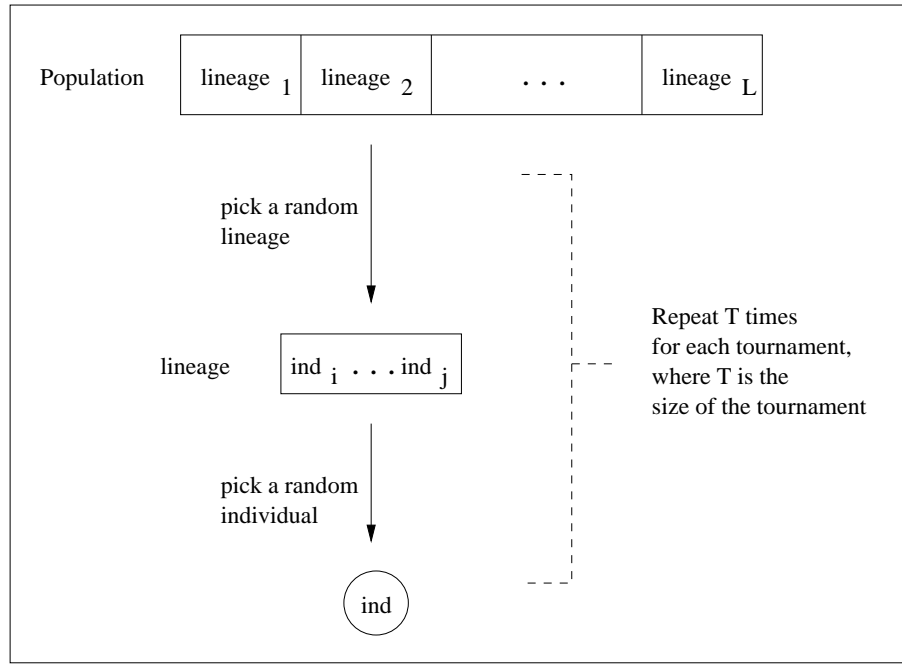 Population lineage 1 lineage 2 . . . lineage L
pick a random
lineage
Repeat T times
for each tournament,
where T is the
size of the tournament
lineage ind i . . . ind j
pick a random
individual
ind